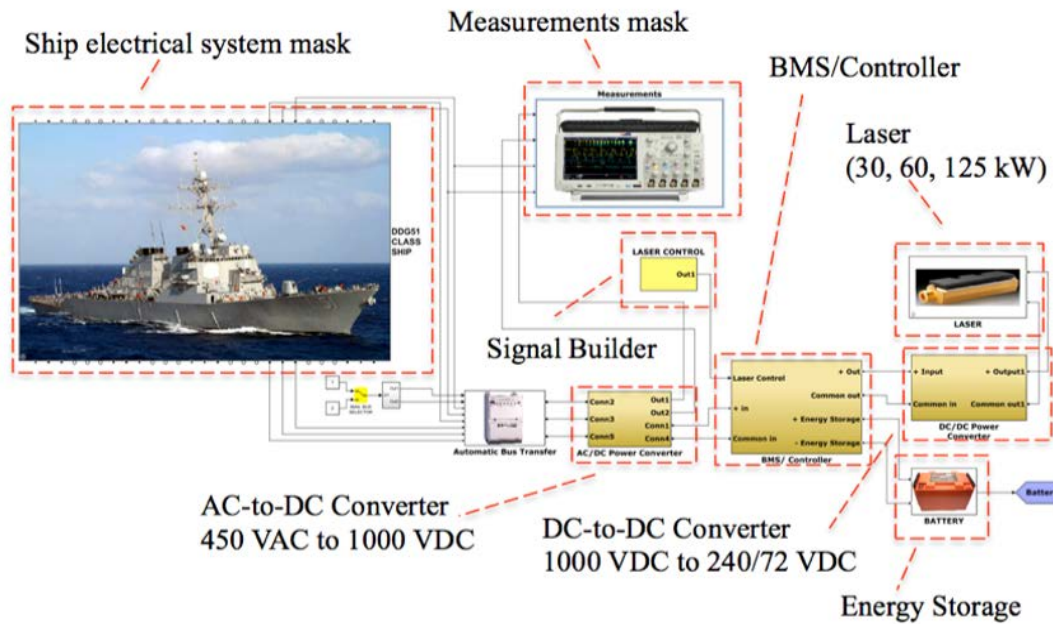 Ship electrical system mask
Measurements mask
BMS/Controller
Laser
(30, 60, 125 kW)
Measurements
DDG51
CLASS
SHIP
LASER CONTROL
Out1
LASER
Signal Builder
1
2
Automatic Bus Transfer
Conn2
Conn3
Conn5
Out1
Out2
Conn1
Conn4
AC/DC Power Converter
Laser Control
+ in
Common in
+ Out
Common out
+ Energy Storage
- Energy Storage
BMS/ Controller
+ Input
Common in
+ Output1
Common out1
DC/DC Power
Converter
BATTERY
Batter
AC-to-DC Converter
450 VAC to 1000 VDC
DC-to-DC Converter
1000 VDC to 240/72 VDC
Energy Storage